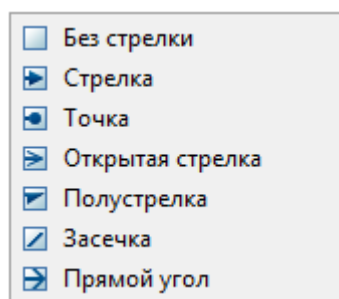 Без стрелки
Стрелка
Точка
Открытая стрелка
Полустрелка
Засечка
Прямой угол